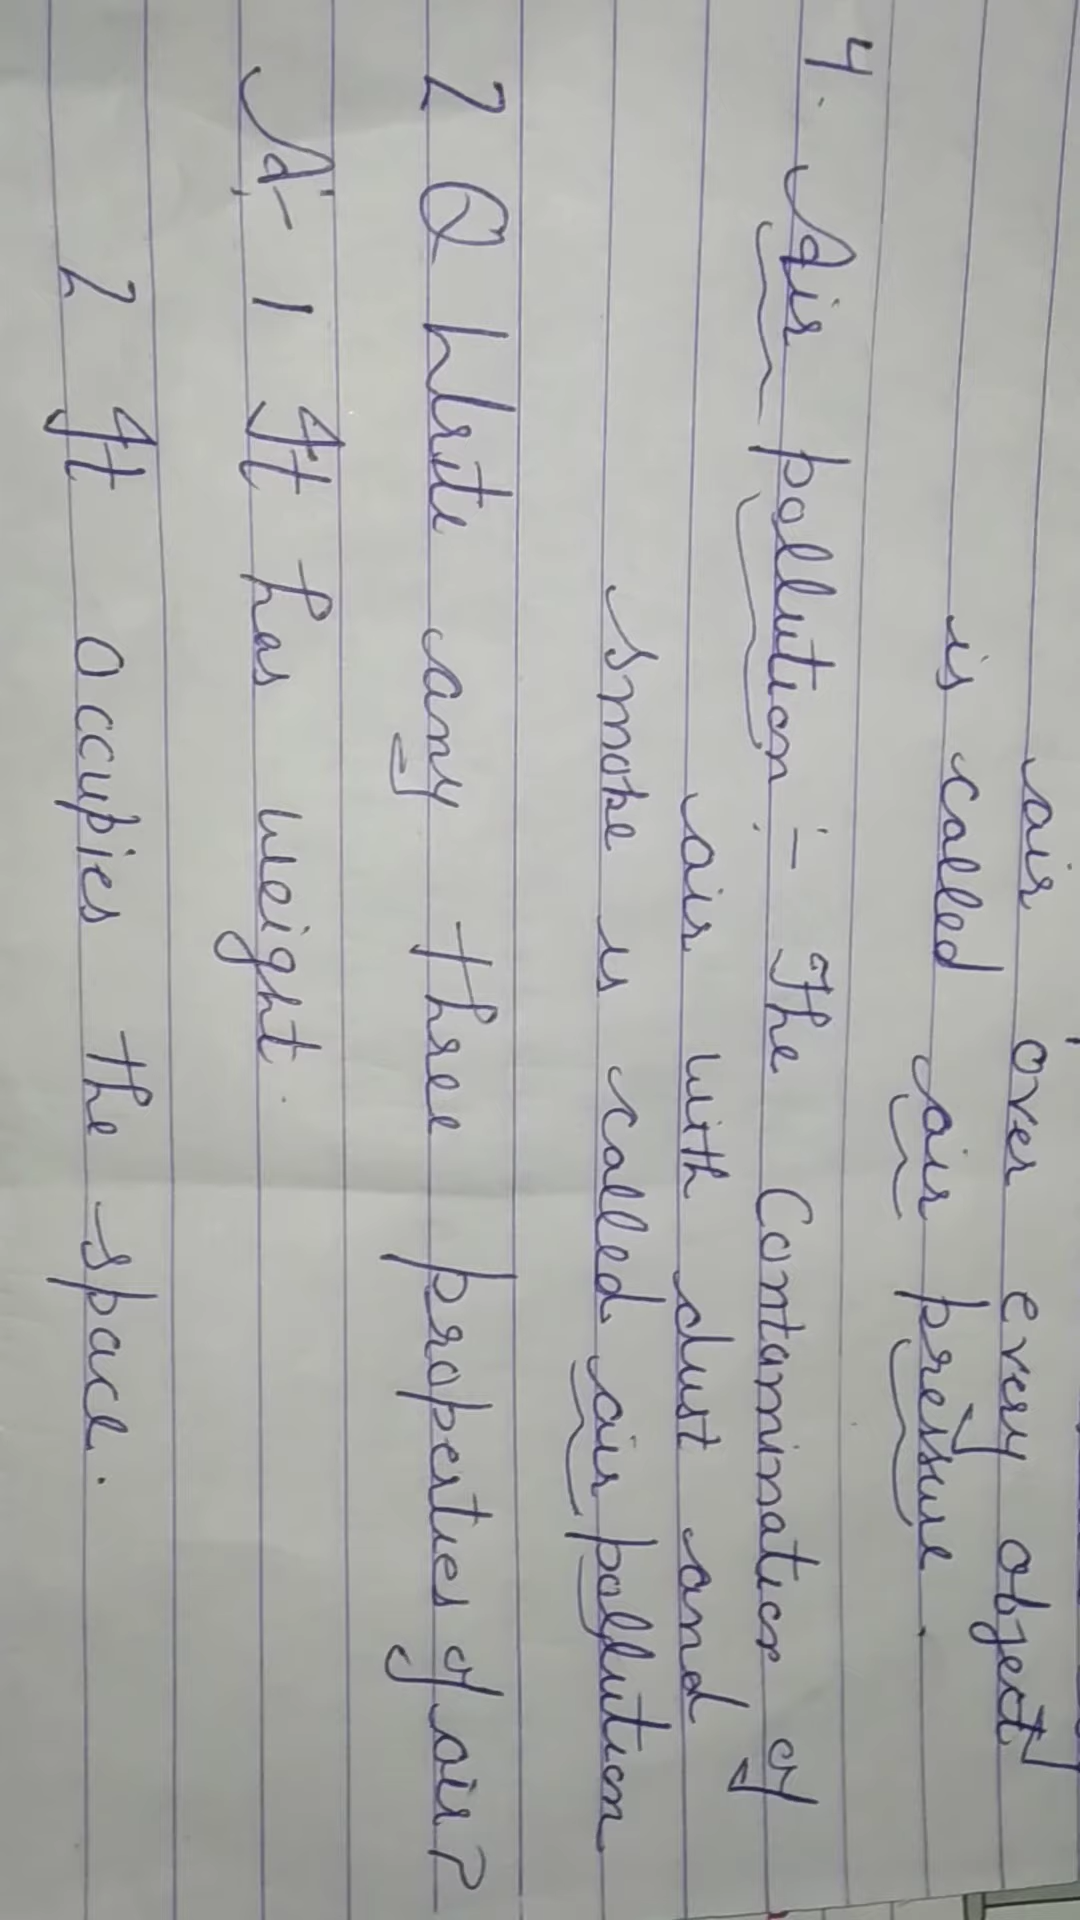 air over every object
is called air pressure.
4. Air pollution :- The Contamination of
air with dust and
smoke is called air pollution
2 Q Write any three properties of air?
A:- 1 It has weight.
2 It occupies the space.